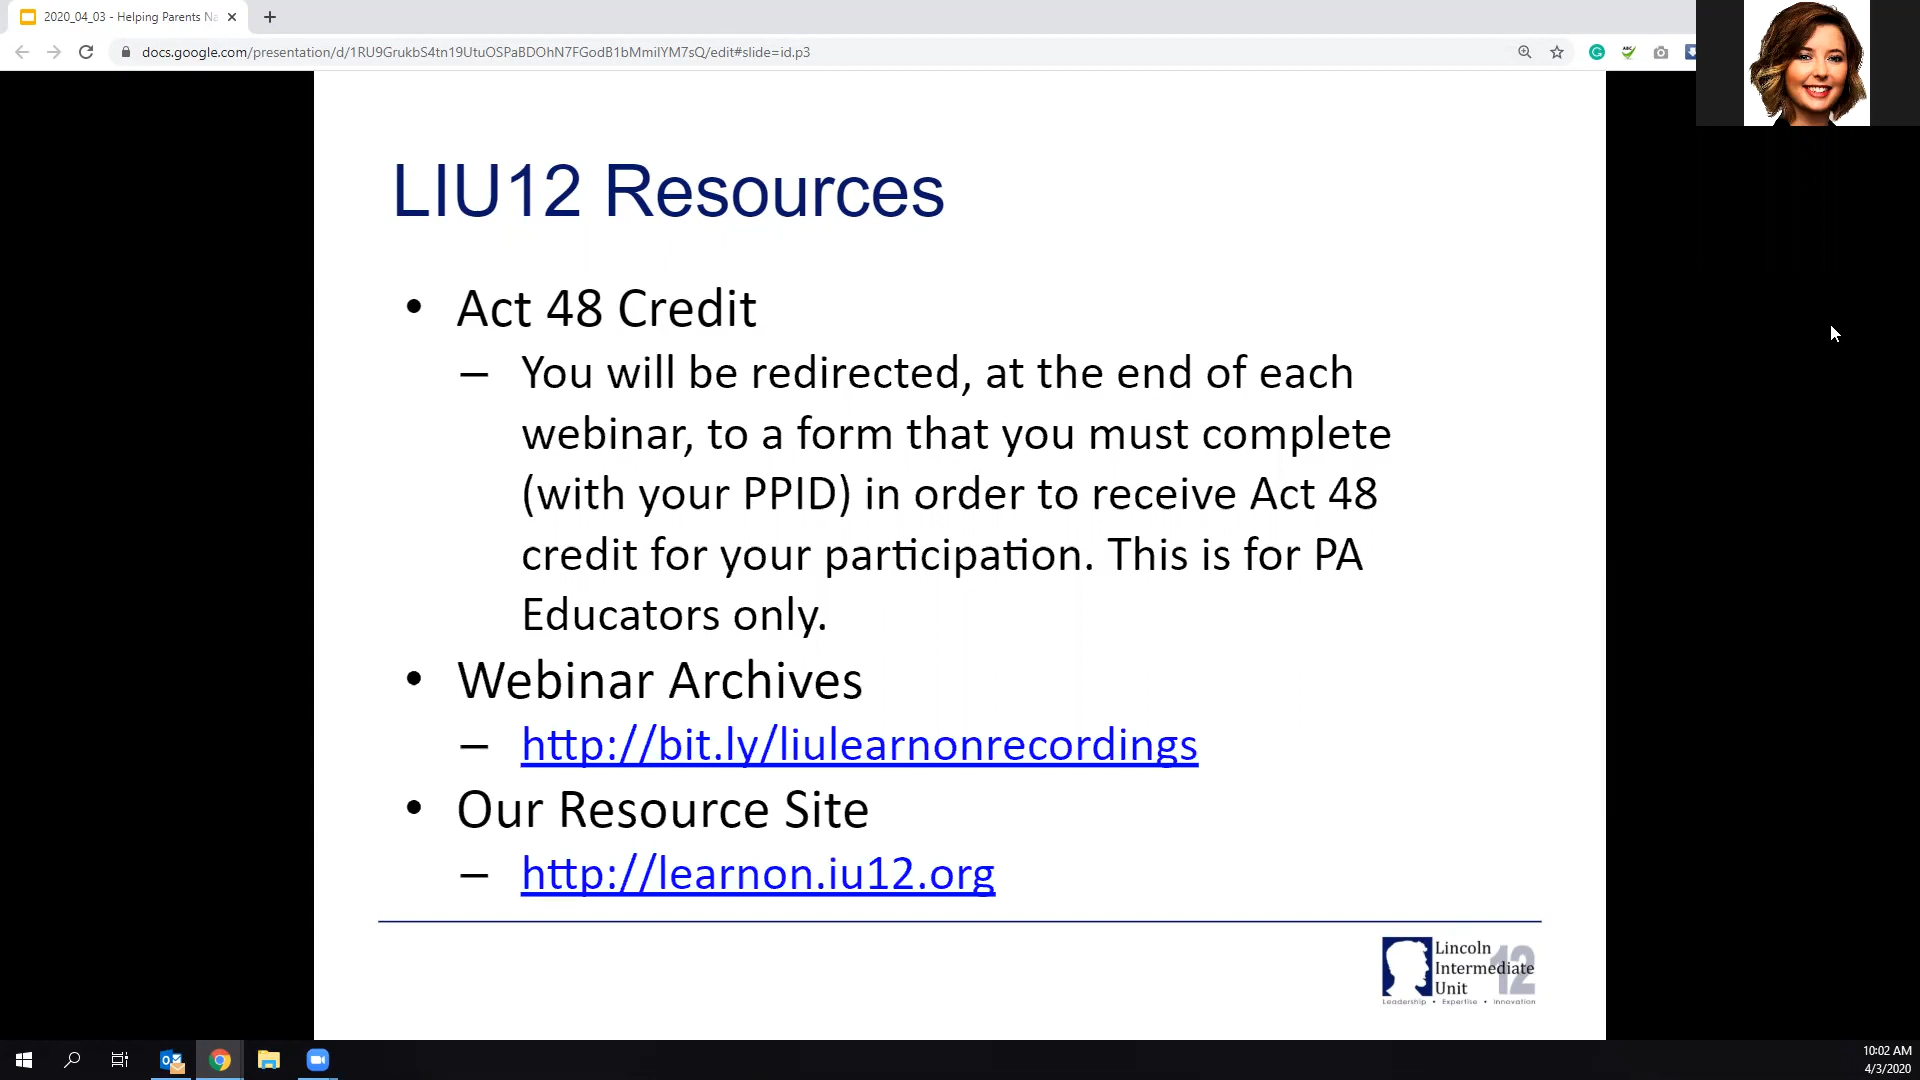 2020_04_03 - Helping Parents Na
docs.google.com/presentation/d/1RU9GrukbS4tn19UtuOSPaBDOhN7FGodB1bMmilYM7sQ/edit#slide=id.p3
LIU12 Resources
• Act 48 Credit
– You will be redirected, at the end of each
webinar, to a form that you must complete
(with your PPID) in order to receive Act 48
credit for your participation. This is for PA
Educators only.
• Webinar Archives
– http://bit.ly/liulearnonrecordings
• Our Resource Site
– http://learnon.iu12.org
Lincoln
Intermediate
Unit
12
Leadership • Expertise • Innovation
10:02 AM
4/3/2020